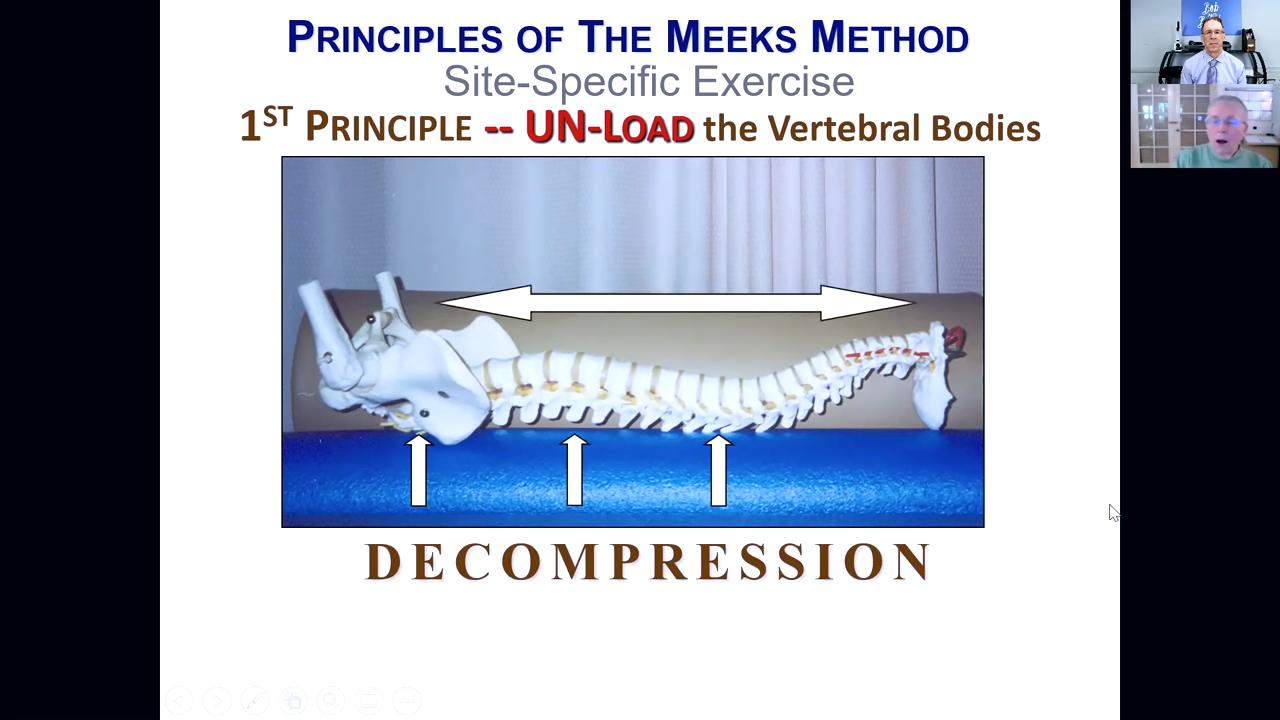 PRINCIPLES OF THE MEEKS METHOD
Site-Specific Exercise
1ST PRINCIPLE -- UN-LOAD the Vertebral Bodies
DECOMPRESSION